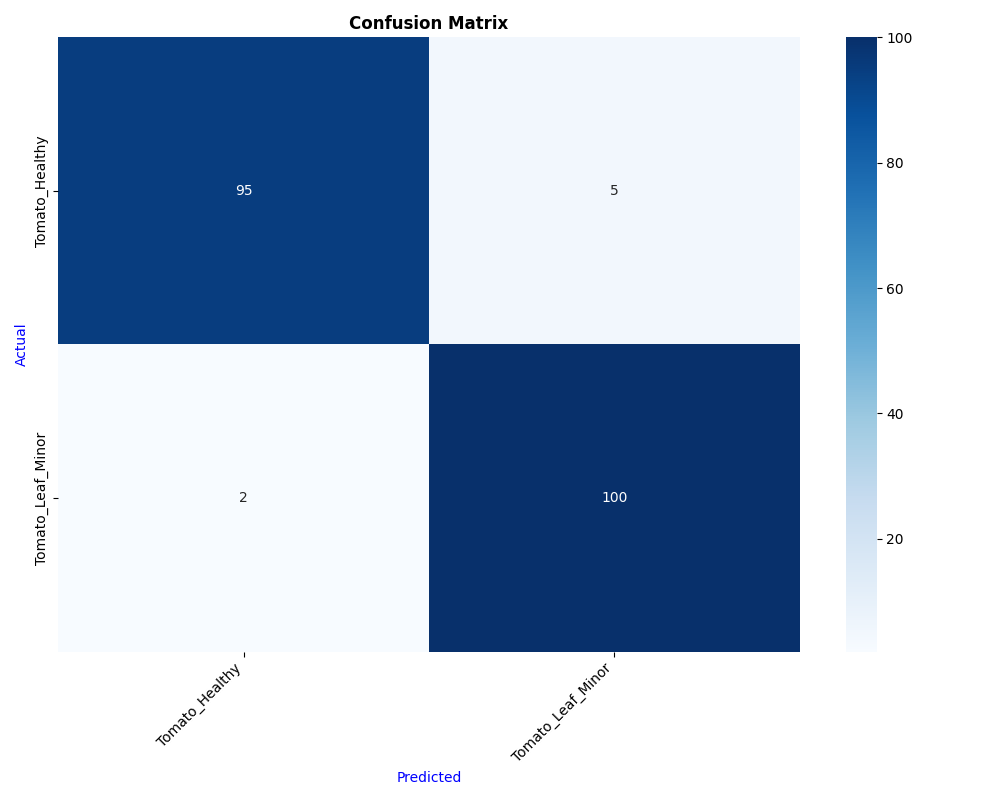 Confusion Matrix
100
80
60
40
20
Actual
Tomato_Healthy
95
5
Tomato_Leaf_Minor
2
100
Tomato_Healthy
Tomato_Leaf_Minor
Predicted